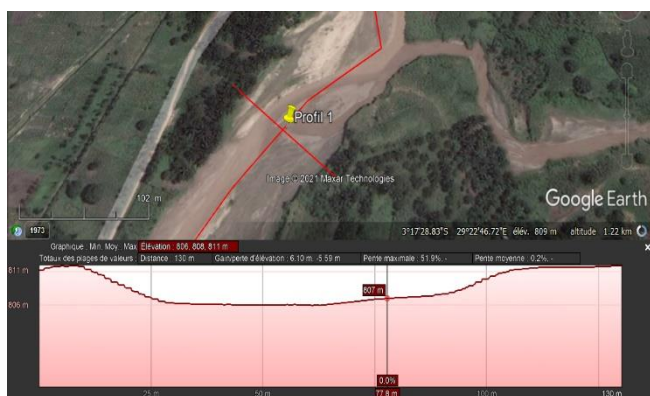 Profil 1
Image © 2021 Maxar Technologies
102 m
Google Earth
1973
3°17'28.83"S 29°22'46.72"E élév. 809 m altitude 1.22 km
Graphique : Min, Moy, Max Élévation : 806, 808, 811 m
Totaux des plages de valeurs : Distance : 130 m Gain/perte d'élévation : 6.10 m, -5.59 m Pente maximale : 51.9%, - Pente moyenne : 0.2%, -
811 m
807 m
806 m
0.0%
25 m 50 m 77.8 m 100 m 130 m